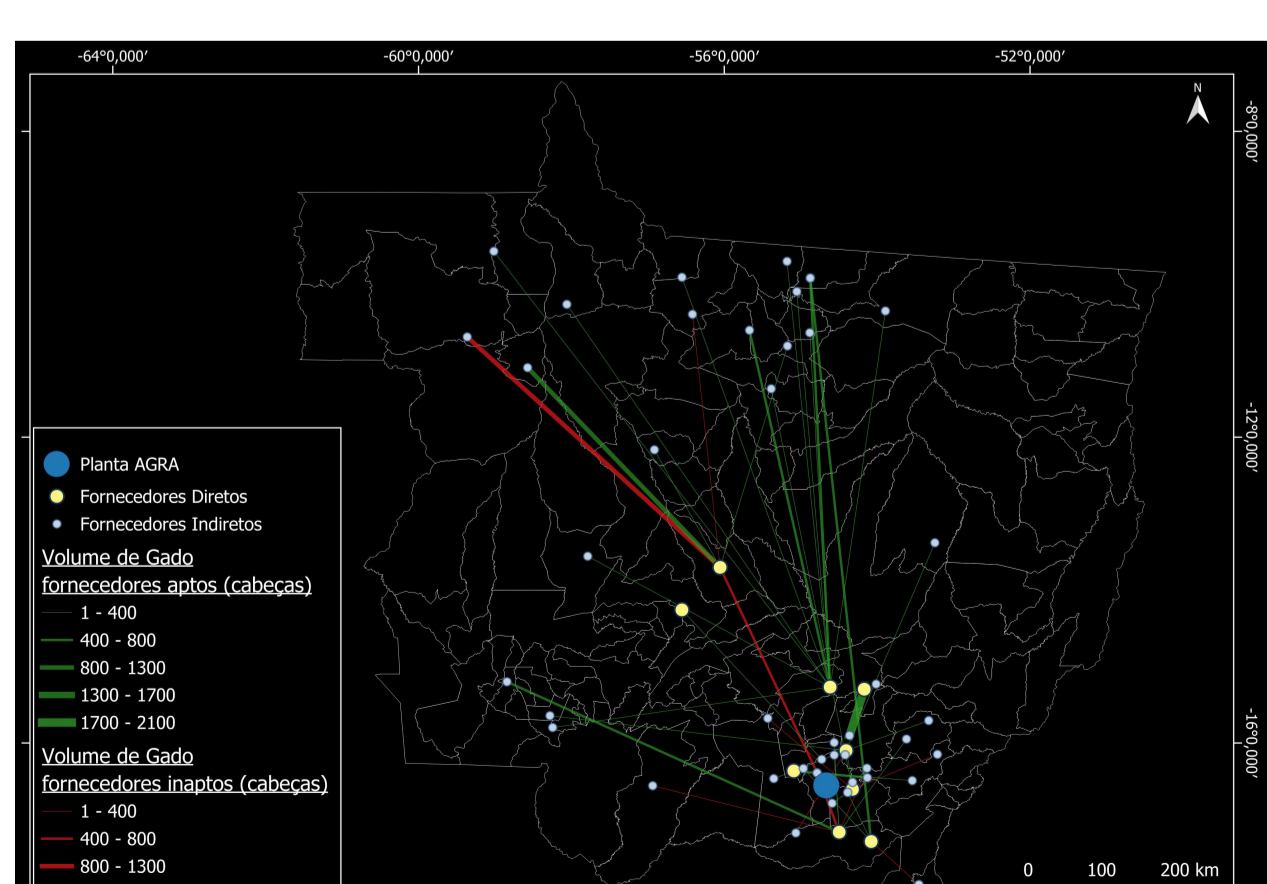 -64°0,000′ -60°0,000′ -56°0,000′ -52°0,000′
N
-8°0,000′
-12°0,000′
-16°0,000′
Planta AGRA
Fornecedores Diretos
Fornecedores Indiretos
Volume de Gado
fornecedores aptos (cabeças)
1 - 400
400 - 800
800 - 1300
1300 - 1700
1700 - 2100
Volume de Gado
fornecedores inaptos (cabeças)
1 - 400
400 - 800
800 - 1300
0 100 200 km